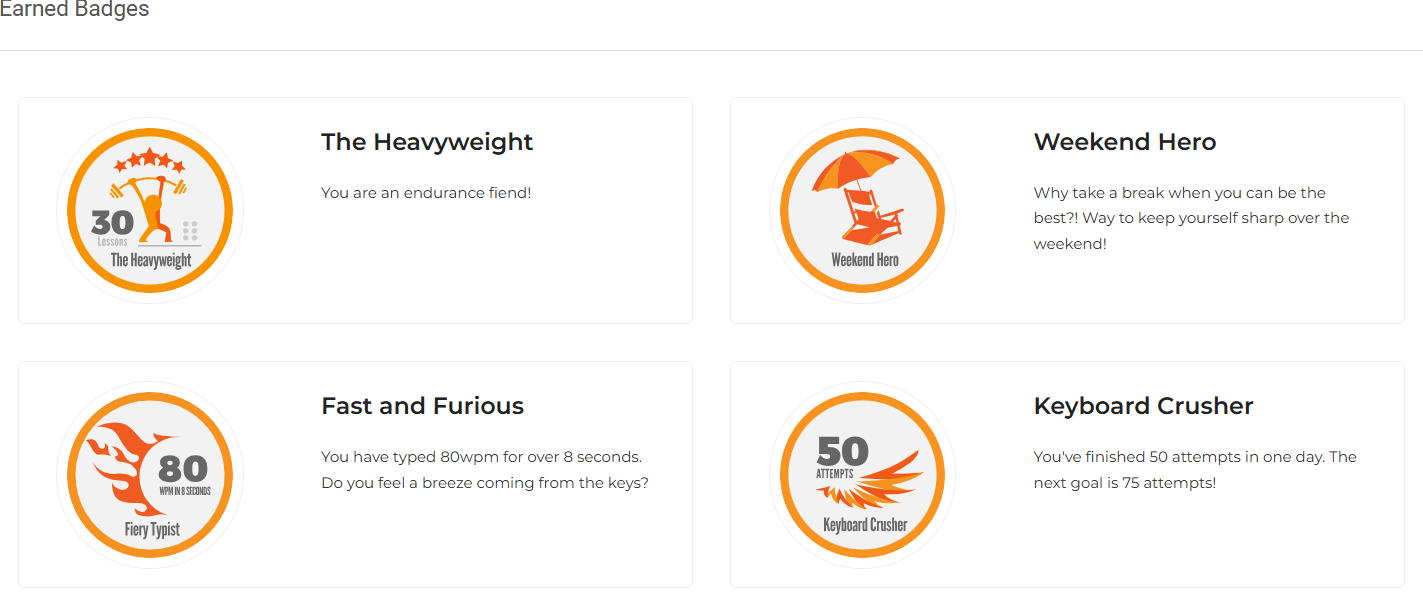 Earned Badges
30
Lessons
The Heavyweight
The Heavyweight
You are an endurance fiend!
Weekend Hero
Weekend Hero
Why take a break when you can be the
best?! Way to keep yourself sharp over the
weekend!
80
WPM IN 8 SECONDS
Fiery Typist
Fast and Furious
You have typed 80wpm for over 8 seconds.
Do you feel a breeze coming from the keys?
50
ATTEMPTS
Keyboard Crusher
Keyboard Crusher
You've finished 50 attempts in one day. The
next goal is 75 attempts!